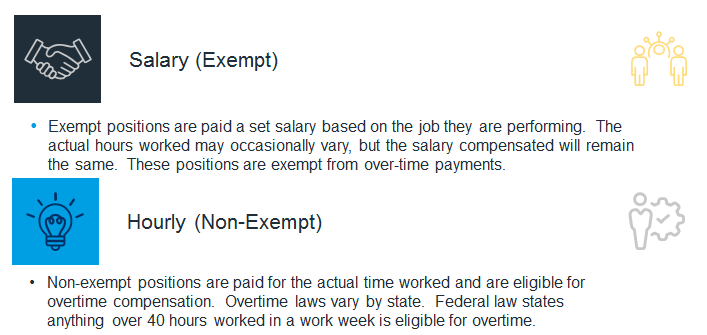 Salary (Exempt)
• Exempt positions are paid a set salary based on the job they are performing.  The
actual hours worked may occasionally vary, but the salary compensated will remain
the same.  These positions are exempt from over-time payments.
Hourly (Non-Exempt)
• Non-exempt positions are paid for the actual time worked and are eligible for
overtime compensation.  Overtime laws vary by state.  Federal law states
anything over 40 hours worked in a work week is eligible for overtime.